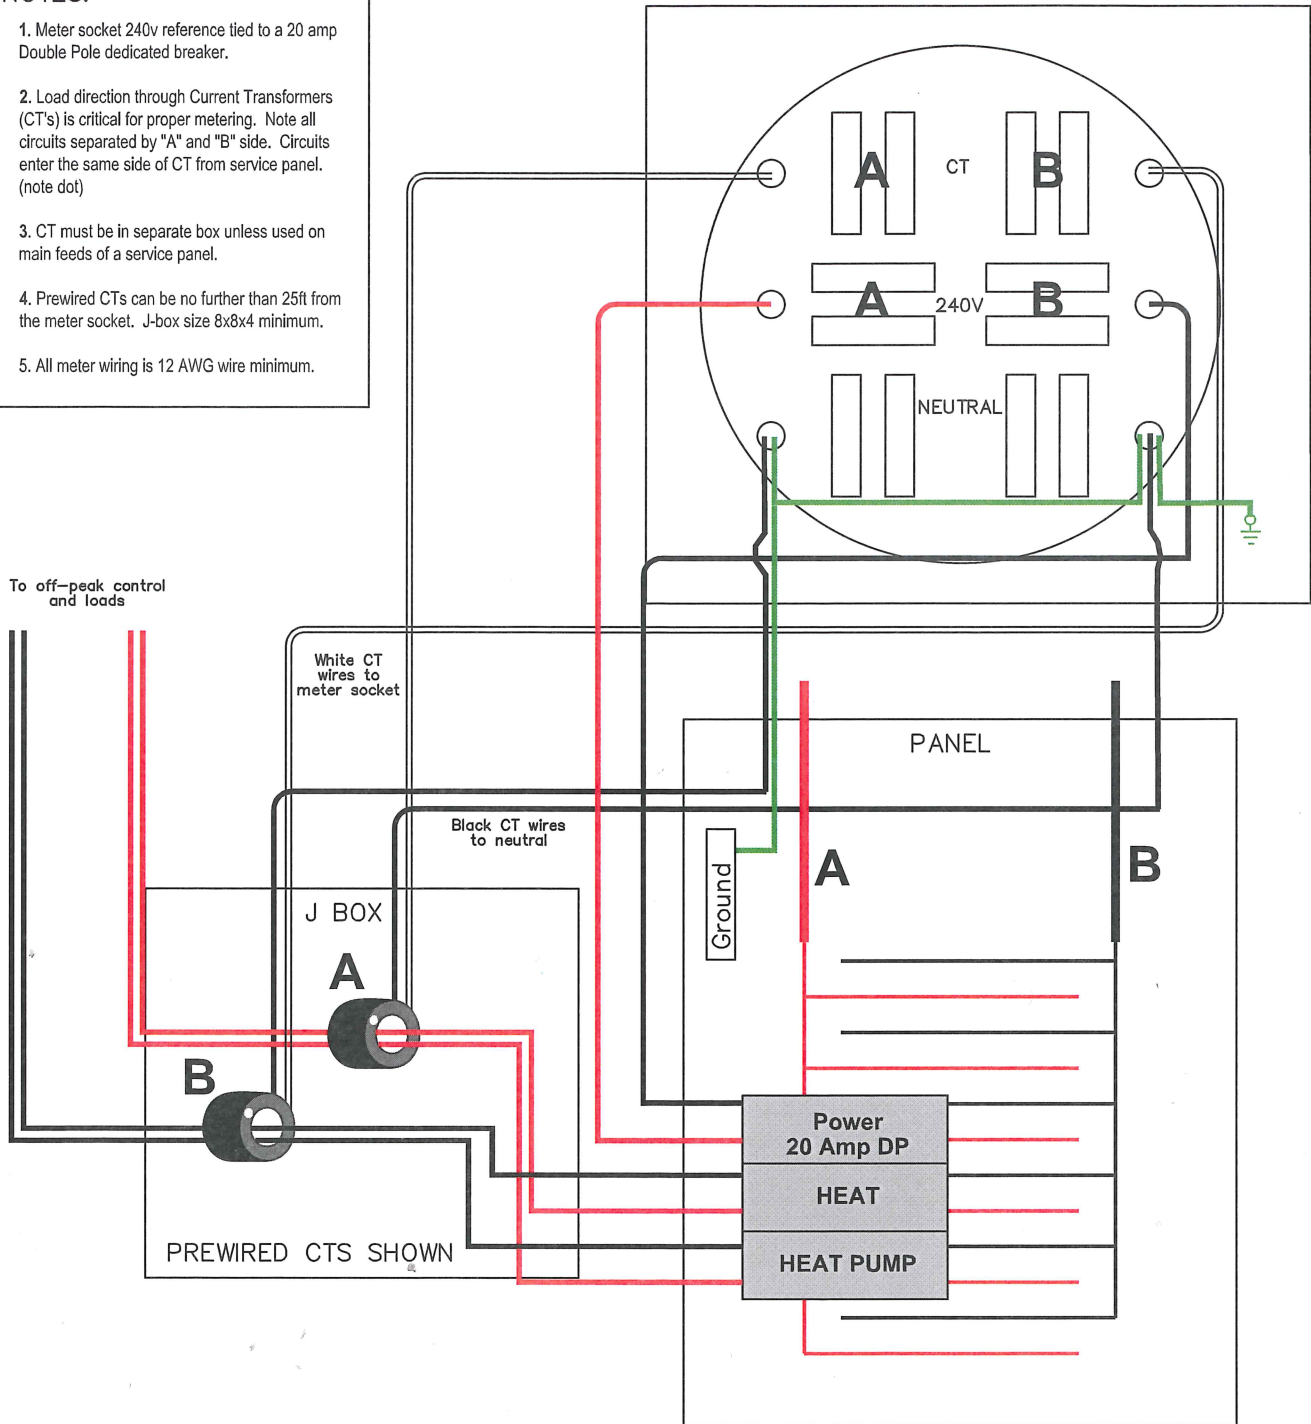 NOTES:
1. Meter socket 240v reference tied to a 20 amp
Double Pole dedicated breaker.
2. Load direction through Current Transformers
(CT's) is critical for proper metering.  Note all
circuits separated by "A" and "B" side.  Circuits
enter the same side of CT from service panel.
(note dot)
3. CT must be in separate box unless used on
main feeds of a service panel.
4. Prewired CTs can be no further than 25ft from
the meter socket.  J-box size 8x8x4 minimum.
5. All meter wiring is 12 AWG wire minimum.
A CT B
A 240V B
NEUTRAL
To off-peak control
and loads
White CT
wires to
meter socket
PANEL
Black CT wires
to neutral
A
B
Ground
J BOX
A
B
Power
20 Amp DP
HEAT
HEAT PUMP
PREWIRED CTS SHOWN